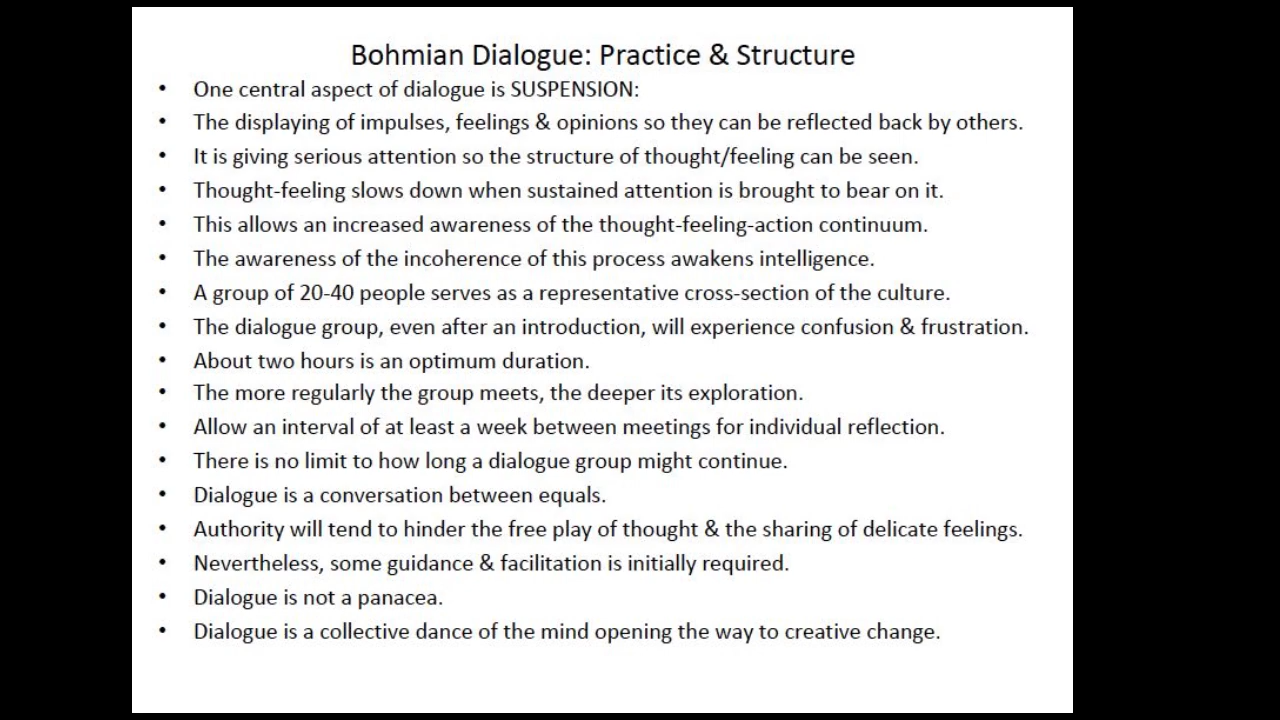 Bohmian Dialogue: Practice & Structure
• One central aspect of dialogue is SUSPENSION:
• The displaying of impulses, feelings & opinions so they can be reflected back by others.
• It is giving serious attention so the structure of thought/feeling can be seen.
• Thought-feeling slows down when sustained attention is brought to bear on it.
• This allows an increased awareness of the thought-feeling-action continuum.
• The awareness of the incoherence of this process awakens intelligence.
• A group of 20-40 people serves as a representative cross-section of the culture.
• The dialogue group, even after an introduction, will experience confusion & frustration.
• About two hours is an optimum duration.
• The more regularly the group meets, the deeper its exploration.
• Allow an interval of at least a week between meetings for individual reflection.
• There is no limit to how long a dialogue group might continue.
• Dialogue is a conversation between equals.
• Authority will tend to hinder the free play of thought & the sharing of delicate feelings.
• Nevertheless, some guidance & facilitation is initially required.
• Dialogue is not a panacea.
• Dialogue is a collective dance of the mind opening the way to creative change.